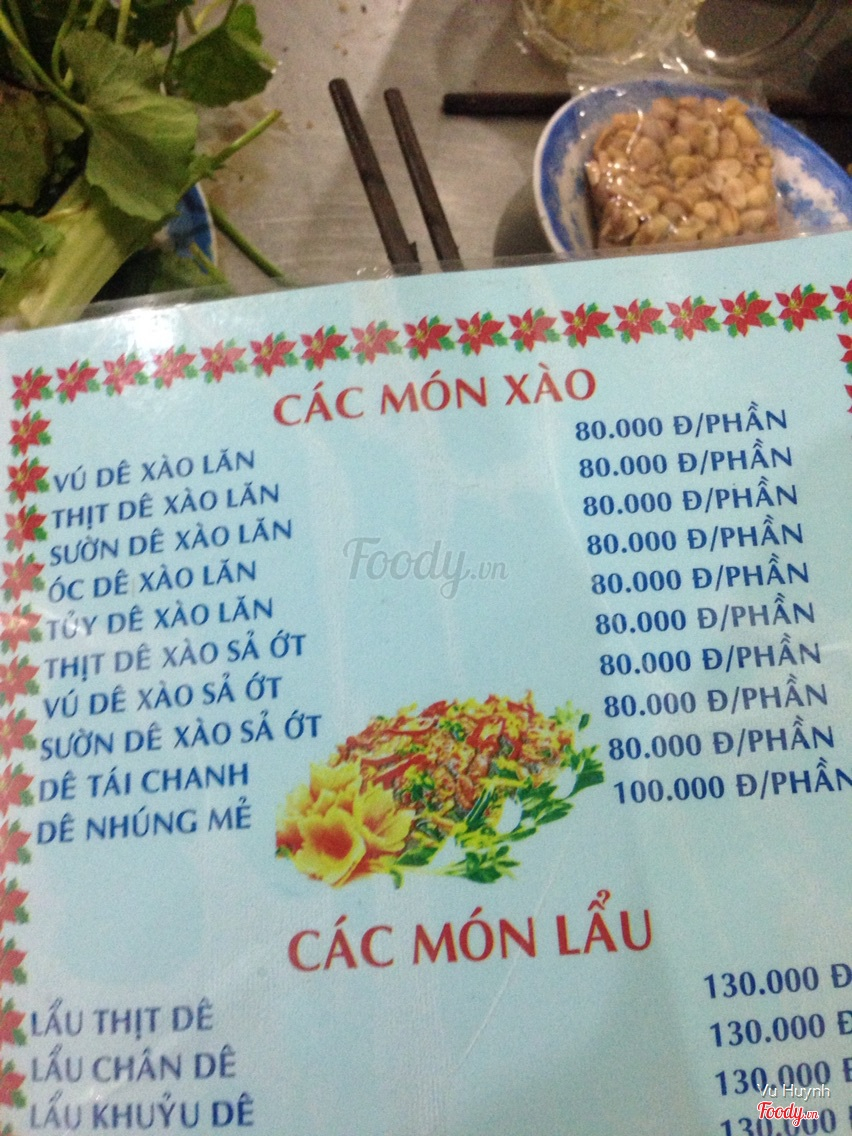 CÁC MÓN XÀO
VÚ DÊ XÀO LĂN 80.000 Đ/PHẦN
THỊT DÊ XÀO LĂN 80.000 Đ/PHẦN
SƯỜN DÊ XÀO LĂN 80.000 Đ/PHẦN
ÓC DÊ XÀO LĂN 80.000 Đ/PHẦN
TỦY DÊ XÀO LĂN 80.000 Đ/PHẦN
THỊT DÊ XÀO SẢ ỚT 80.000 Đ/PHẦN
VÚ DÊ XÀO SẢ ỚT 80.000 Đ/PHẦN
SƯỜN DÊ XÀO SẢ ỚT 80.000 Đ/PHẦN
DÊ TÁI CHANH 80.000 Đ/PHẦN
DÊ NHÚNG MẺ 100.000 Đ/PHẦN
Foody.vn
CÁC MÓN LẨU
LẨU THỊT DÊ 130.000 Đ
LẨU CHÂN DÊ 130.000 Đ
LẨU KHUỶU DÊ 130.000 Đ
130.000 Đ
Vu Huynh
Foody.vn